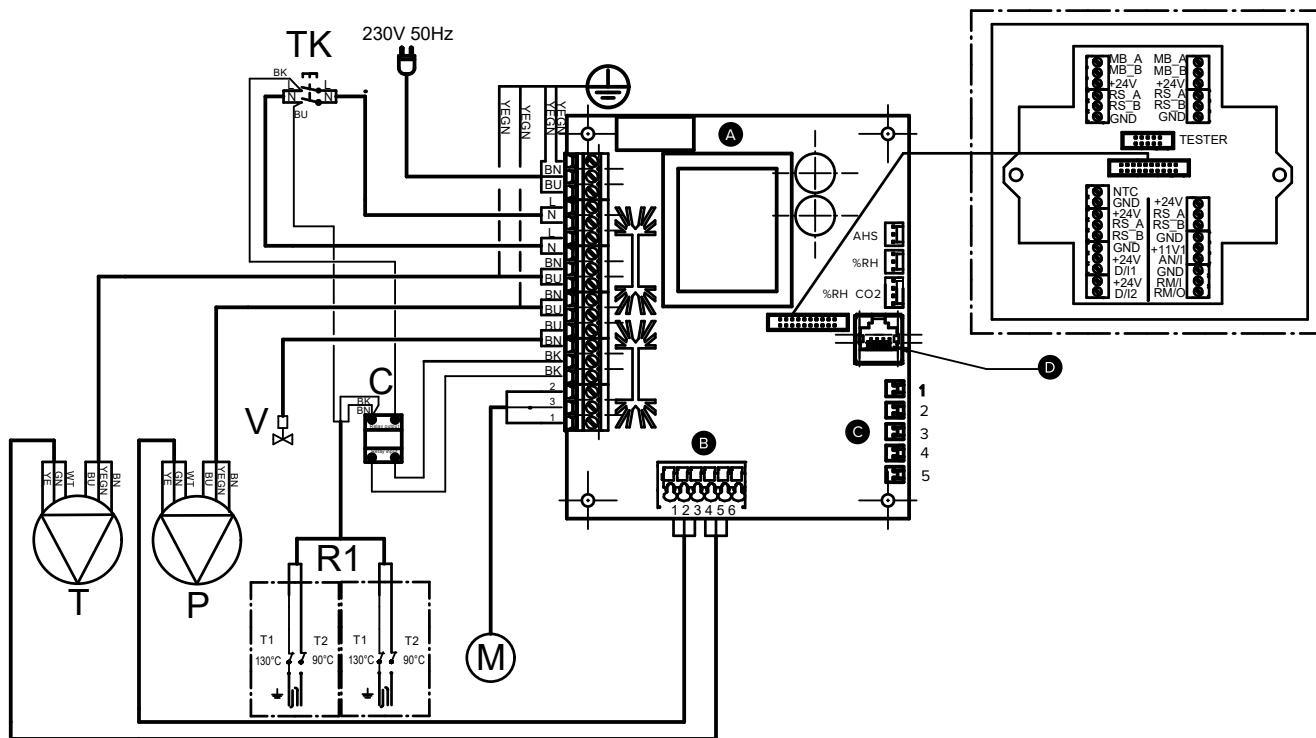 TK
230V 50Hz
BK
L
L
N
N
BU
YEGN
YEGN
YEGN
YEGN
A
BN
BU
L
N
L
N
BN
BU
BN
BU
BU
BN
BK
BK
2
3
1
AHS
%RH
%RH CO2
D
1
2
3
4
5
C
B
1 2 3 4 5 6
MB_A MB_A
MB_B MB_B
+24V +24V
RS_A RS_A
RS_B RS_B
GND GND
TESTER
NTC
GND +24V
+24V RS_A
RS_A RS_B
RS_B GND
GND +11V1
+24V AN/I
D/I1 GND
+24V RM/I
D/I2 RM/O
V
C
BK
BN
YE
GN
WT
BU
YEGN
BN
YE
GN
WT
BU
YEGN
BN
T
P
R1
T1 T2
130°C 90°C
T1 T2
130°C 90°C
M